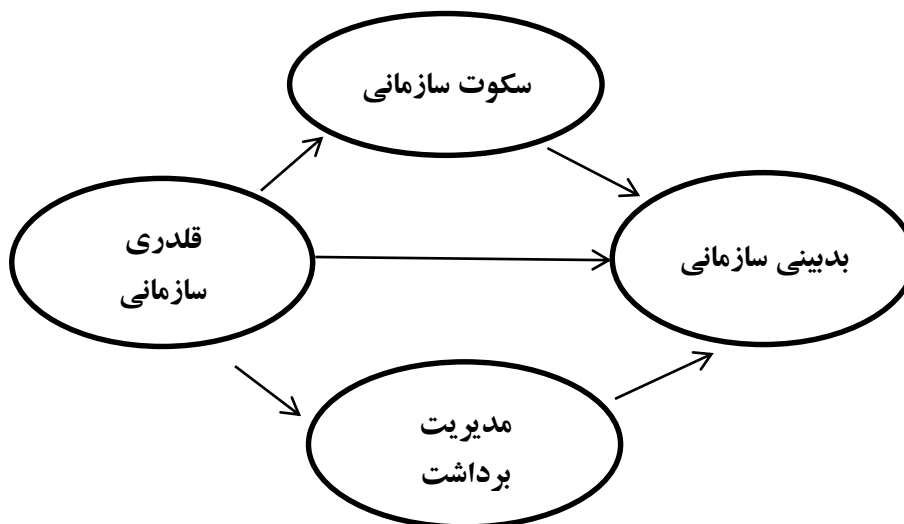 سکوت سازمانی
قلدری
سازمانی
بدبینی سازمانی
مدیریت
برداشت